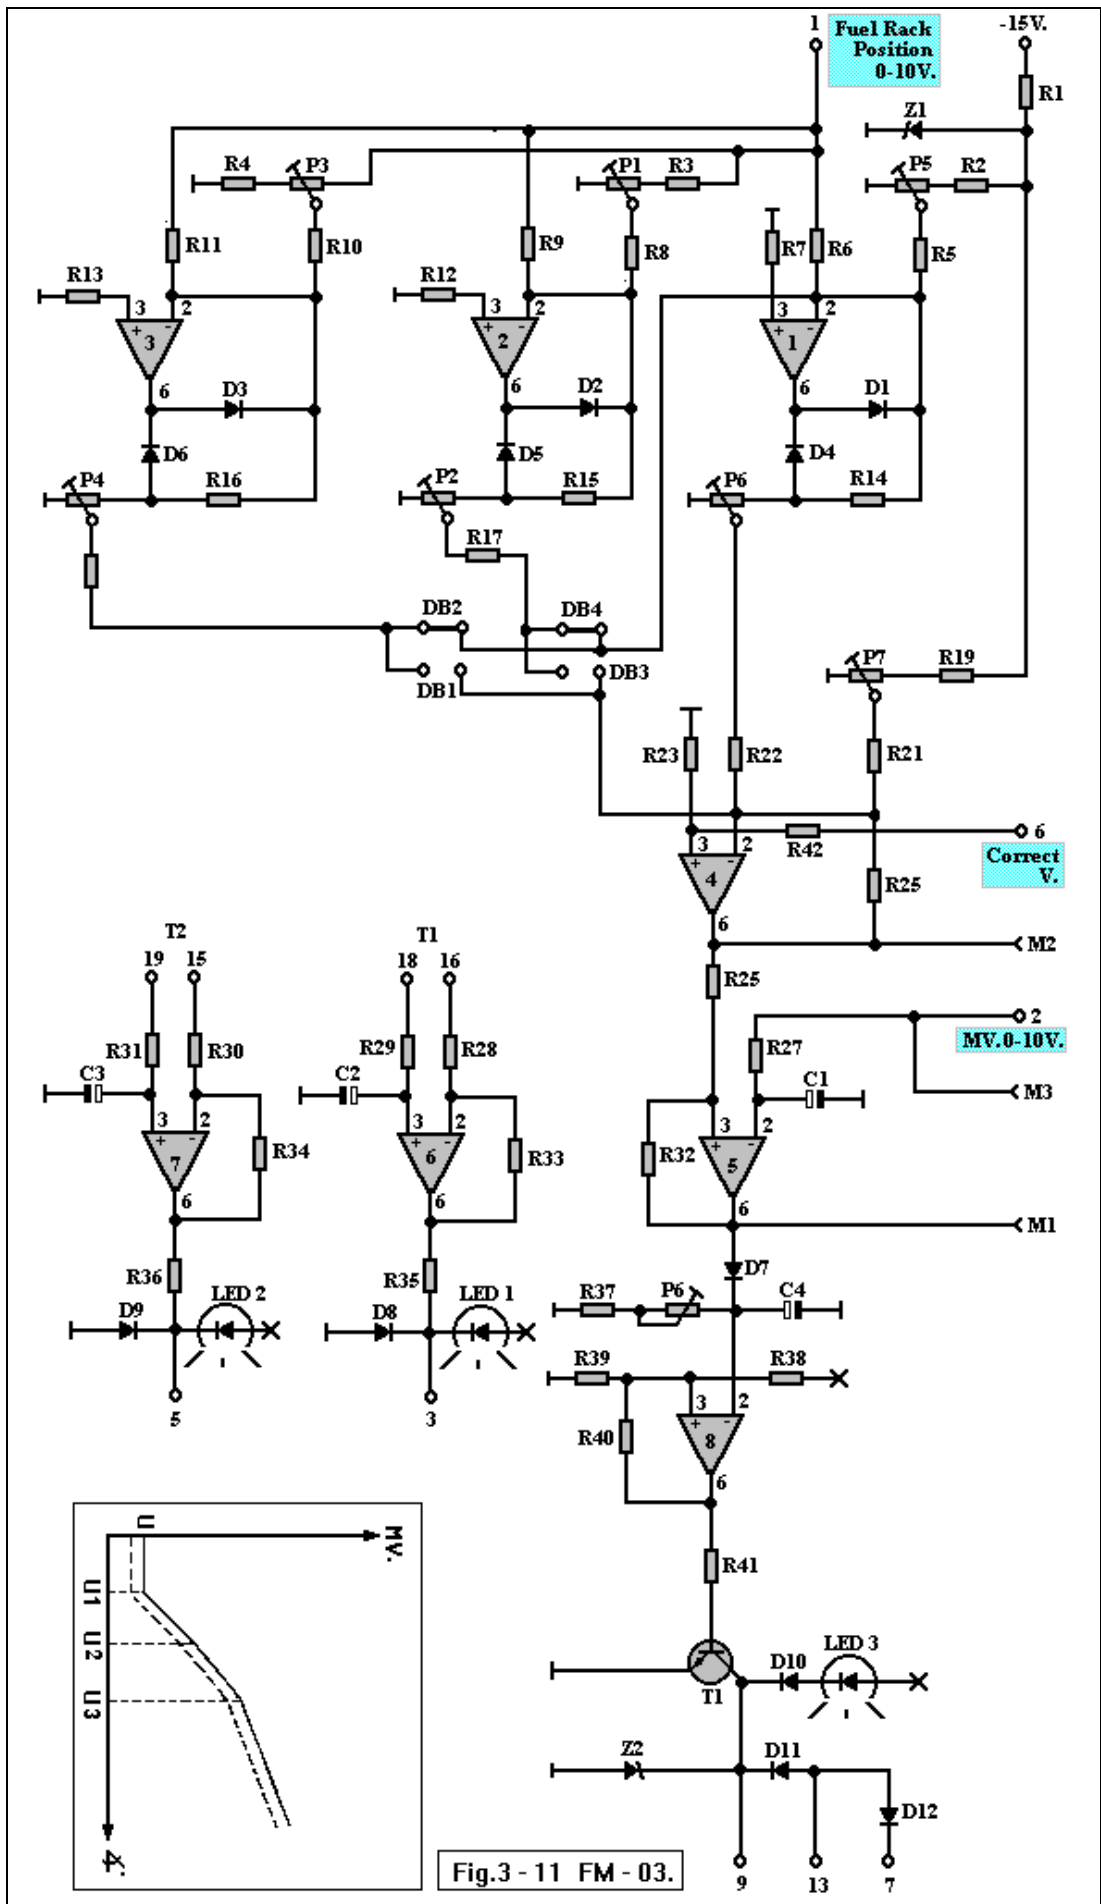 1 Fuel Rack -15V.
Position
0-10V.
R1
Z1
R4 P3 P1 R3 P5 R2
R11 R10 R9 R8 R7 R6 R5
R13 R12
3 2 3 2 3 2
+ - + - + -
3 2 1
6 D3 6 D2 6 D1
D6 D5 D4
P4 R16 P2 R15 P6 R14
R17
DB2 DB4
DB1 DB3
P7 R19
R23 R22 R21
3 2 R42 6
+ -
4
Correct
V.
R25
6
M2
T2 T1
19 15 18 16
R25
2
MV.0-10V.
R31 R30 R29 R28 R27
C3 C2 C1
M3
3 2 3 2 3 2
+ - + - + -
7 R34 6 R33 R32 5
6 6 6
M1
D7
R36 R35
LED 2 LED 1
D9 D8
R37 P6 C4
5 3
R39 R38
3 2
+ -
R40 8
6
R41
U MV.
U1
U2
U3
T1 D10 LED 3
Z2 D11
D12
9 13 7
Fig.3 - 11 FM - 03.